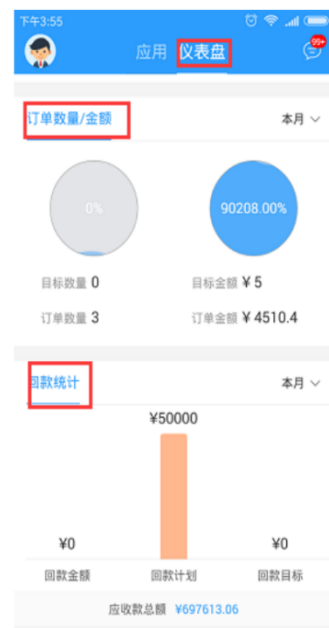 下午3:55
应用 仪表盘 99+
订单数量/金额 本月
0% 90208.00%
目标数量 0 目标金额 ¥ 5
订单数量 3 订单金额 ¥ 4510.4
回款统计 本月
¥50000
¥0 ¥0
回款金额 回款计划 回款目标
应收款总额 ¥697613.06